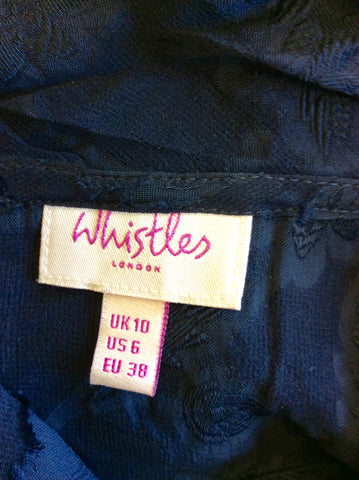 Whistles
LONDON
UK 10
US 6
EU 38